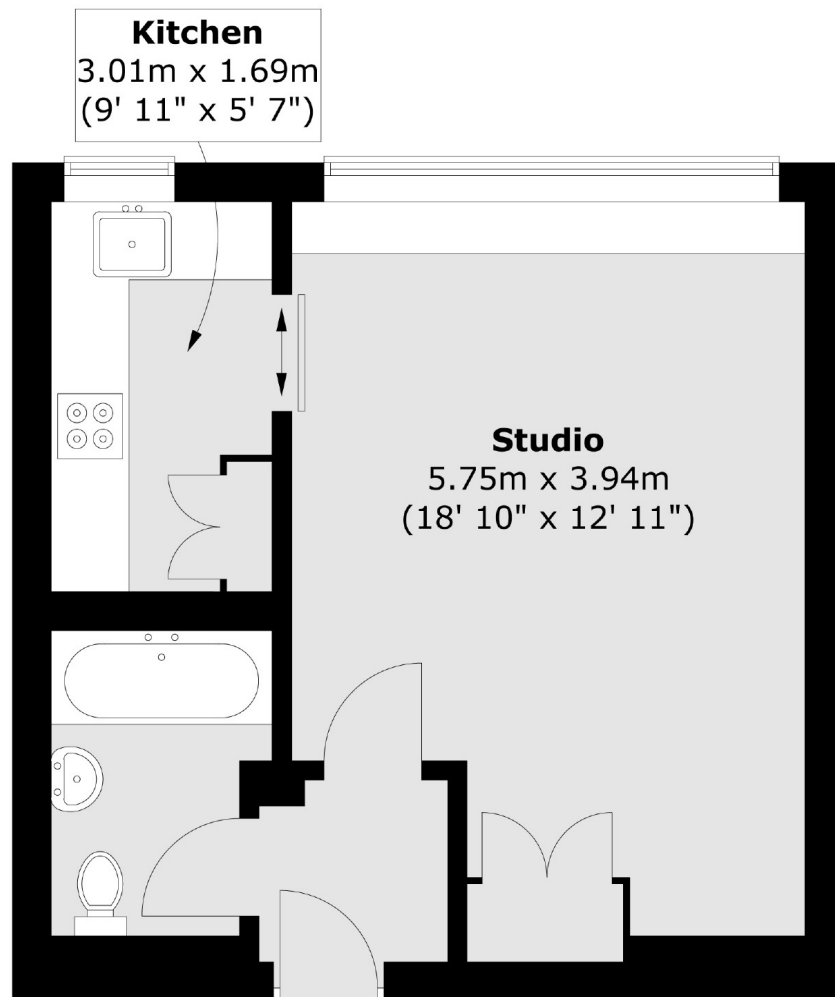 Kitchen
3.01m x 1.69m
(9' 11" x 5' 7")
Studio
5.75m x 3.94m
(18' 10" x 12' 11")